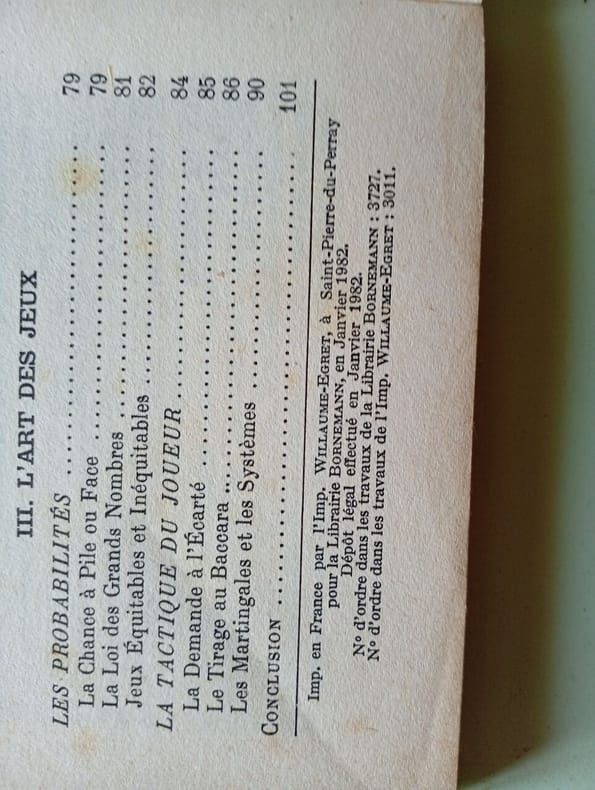 III. L'ART DES JEUX
LES PROBABILITÉS ........................ 79
La Chance à Pile ou Face ........................ 79
La Loi des Grands Nombres ........................ 81
Jeux Équitables et Inéquitables ........................ 82
LA TACTIQUE DU JOUEUR ........................ 84
La Demande à l'Écarté ........................ 85
Le Tirage au Baccara ........................ 86
Les Martingales et les Systèmes ........................ 90
CONCLUSION ........................ 101
Imp. en France par l'Imp. WILLAUME-EGRET, à Saint-Pierre-du-Perray
pour la Librairie BORNEMANN, en Janvier 1982.
Dépôt légal effectué en Janvier 1982.
N° d'ordre dans les travaux de la Librairie BORNEMANN : 3727.
N° d'ordre dans les travaux de l'Imp. WILLAUME-EGRET : 3011.